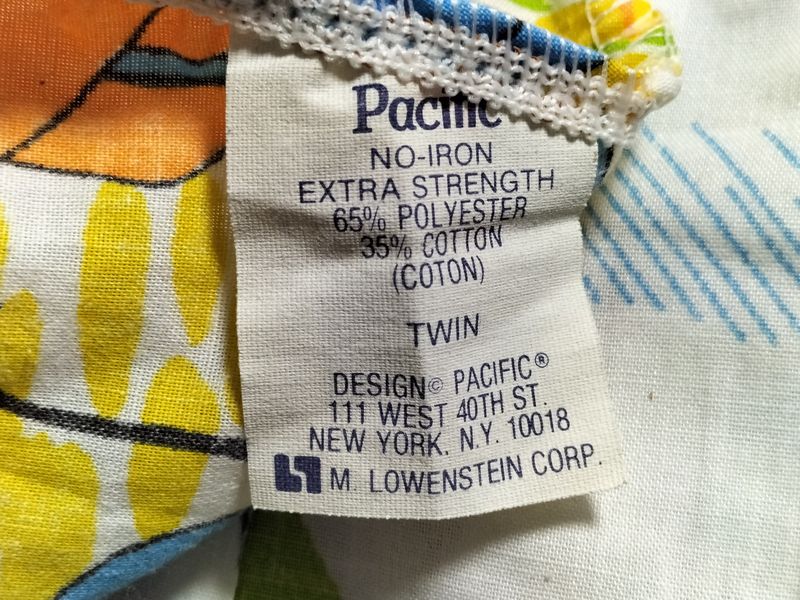 Pacific
NO-IRON
EXTRA STRENGTH
65% POLYESTER
35% COTTON
(COTON)
TWIN
DESIGN© PACIFIC®
111 WEST 40TH ST.
NEW YORK. N.Y. 10018
M. LOWENSTEIN CORP.